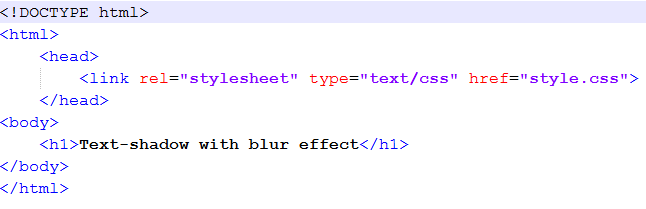 <!DOCTYPE html>
<html>
<head>
<link rel="stylesheet" type="text/css" href="style.css">
</head>
<body>
<h1>Text-shadow with blur effect</h1>
</body>
</html>